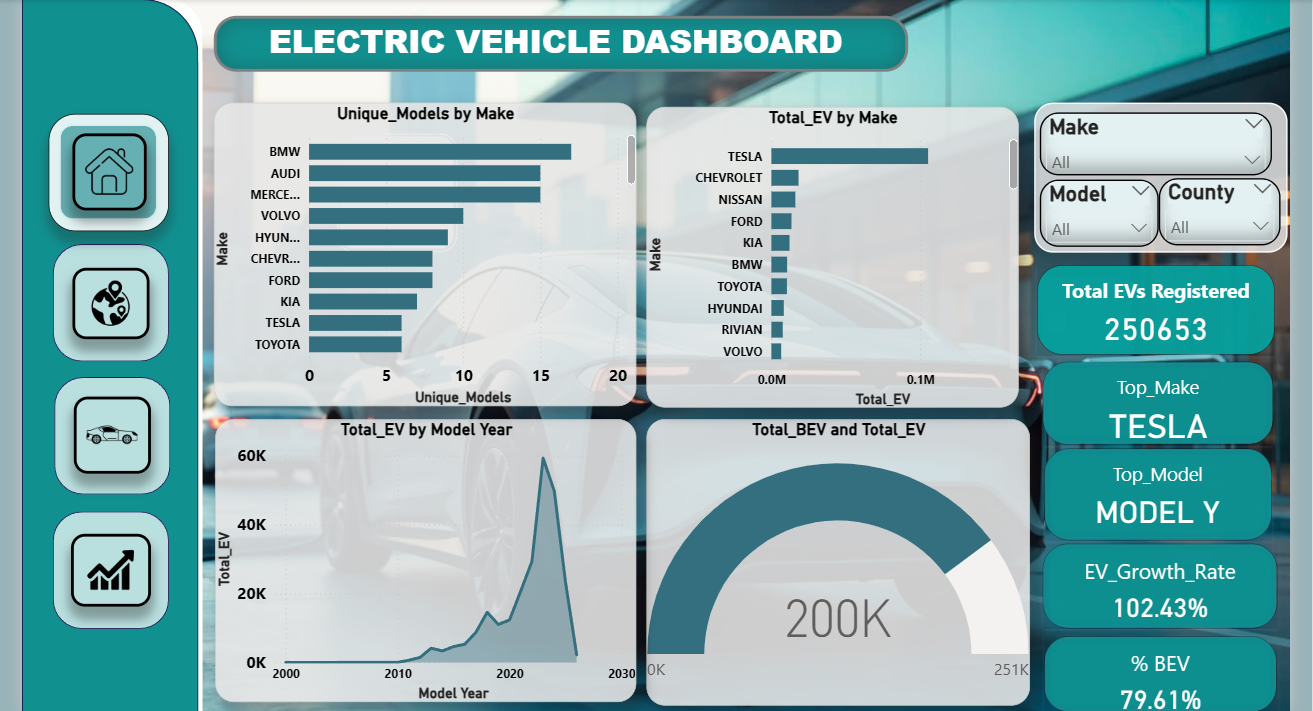 ELECTRIC VEHICLE DASHBOARD
Unique_Models by Make
Make
BMW
AUDI
MERCE...
VOLVO
HYUN...
CHEVR...
FORD
KIA
TESLA
TOYOTA
0 5 10 15 20
Unique_Models
Total_EV by Make
Make
TESLA
CHEVROLET
NISSAN
FORD
KIA
BMW
TOYOTA
HYUNDAI
RIVIAN
VOLVO
0.0M 0.1M
Total_EV
Make
All
Model
All
County
All
Total EVs Registered
250653
Top_Make
TESLA
Top_Model
MODEL Y
EV_Growth_Rate
102.43%
% BEV
79.61%
Total_EV by Model Year
Total_EV
60K
40K
20K
0K
2000 2010 2020 2030
Model Year
Total_BEV and Total_EV
200K
0K 251K